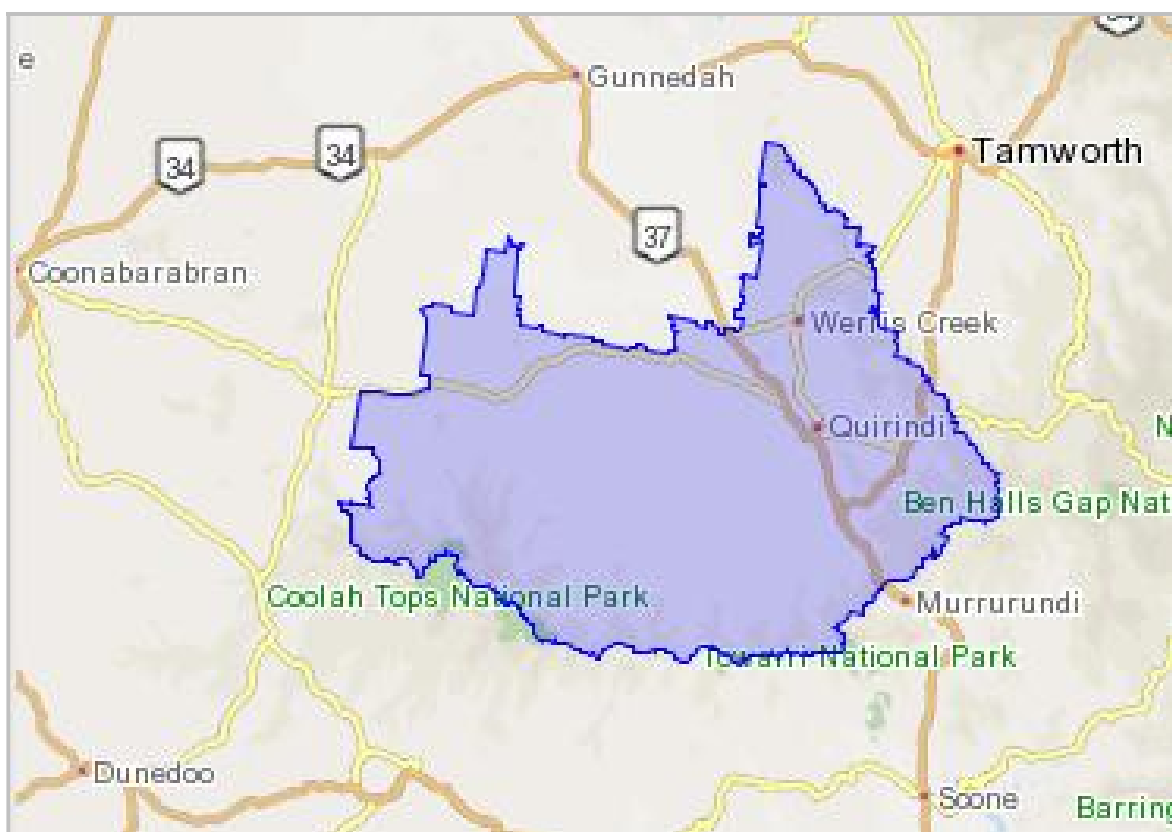 e
Gunnedah
34
34
Tamworth
37
Coonabarabran
Werris Creek
Quirindi
Ben Halls Gap Nat
Coolah Tops National Park
Murrurundi
Towarri National Park
Dunedoo
Scone
Barring
N